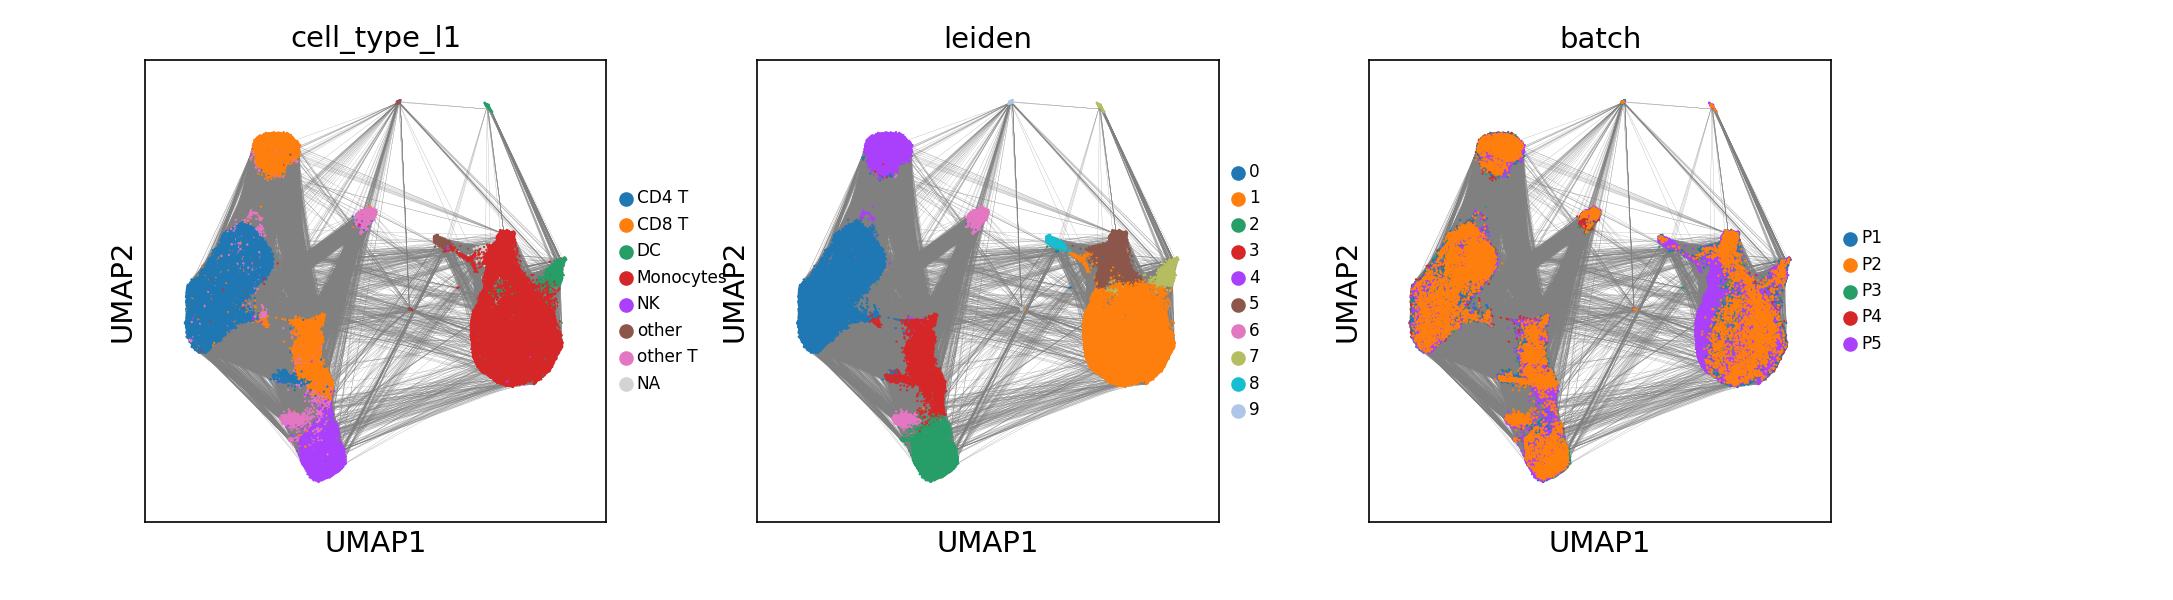 cell_type_l1
UMAP2
UMAP1
CD4 T
CD8 T
DC
Monocytes
NK
other
other T
NA
leiden
UMAP2
UMAP1
0
1
2
3
4
5
6
7
8
9
batch
UMAP2
UMAP1
P1
P2
P3
P4
P5